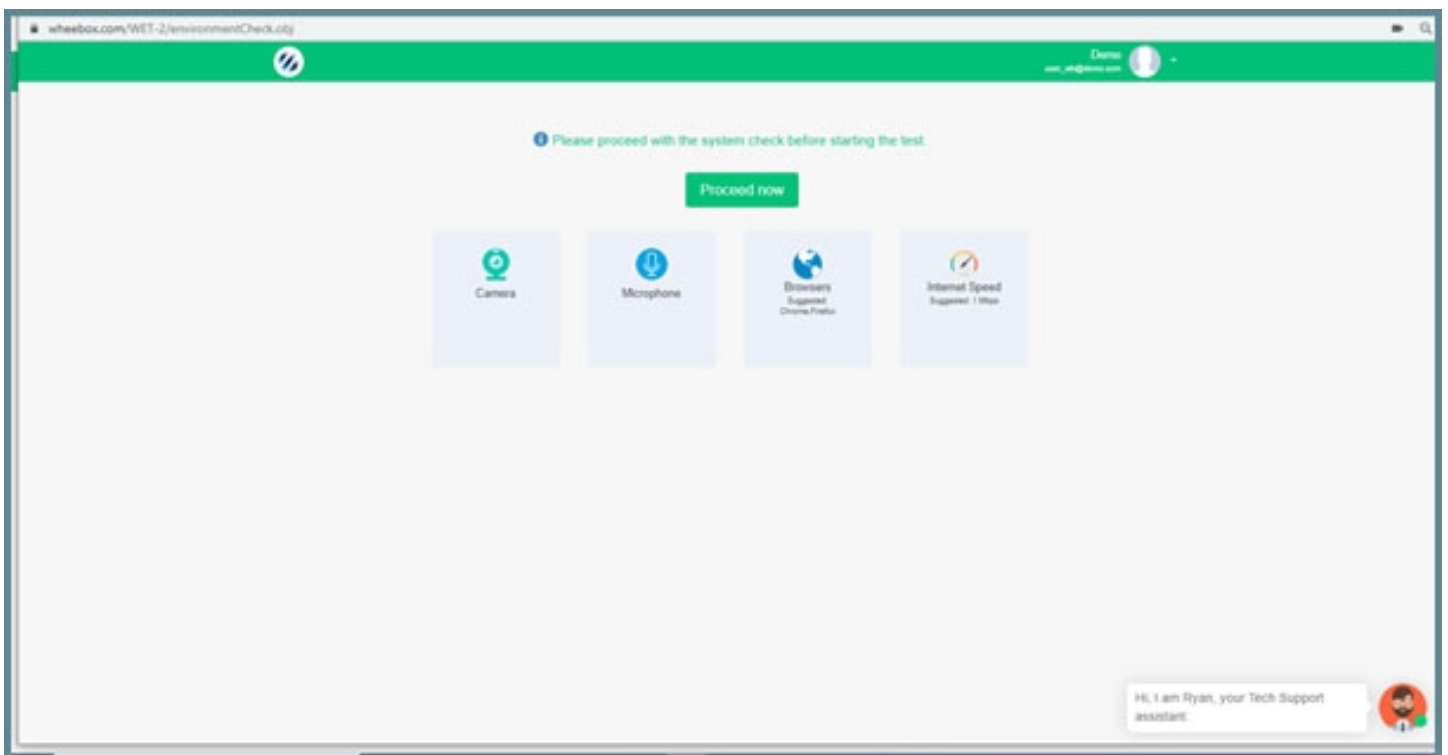 wheebox.com/WET-2/environmentCheck.obj
Demo
Please proceed with the system check before starting the test.
Proceed now
Camera
Microphone
Browsers
Suggested
Chrome,Firefox
Internet Speed
Suggested 1 Mbps
Hi, I am Ryan, your Tech Support
assistant.